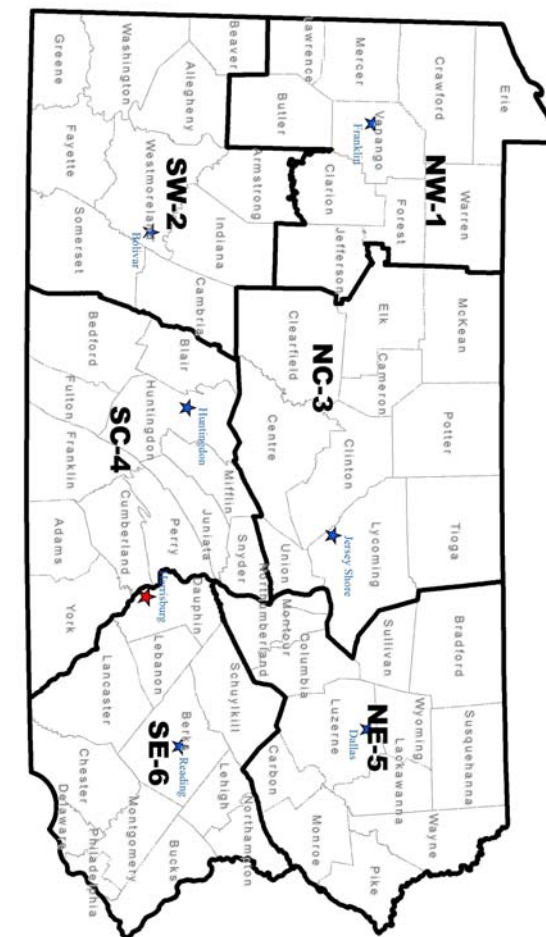 Erie
Crawford
Mercer
Lawrence
Venango
Franklin
Butler
Warren
Forest
Clarion
Jefferson
NW-1
Beaver
Allegheny
Washington
Greene
Fayette
Westmoreland
Bolivar
Armstrong
Indiana
Cambria
Somerset
SW-2
McKean
Elk
Cameron
Clearfield
Centre
Potter
Clinton
Tioga
Lycoming
Jersey Shore
Union
NC-3
Blair
Bedford
Huntingdon
Huntingdon
Fulton
Franklin
Mifflin
Juniata
Snyder
Perry
Cumberland
Adams
York
SC-4
Harrisburg
Bradford
Sullivan
Susquehanna
Wyoming
Lackawanna
Wayne
Pike
Luzerne
Dallas
Columbia
Montour
Northumberland
Carbon
Monroe
NE-5
Dauphin
Lebanon
Lancaster
Schuylkill
Berks
Reading
Lehigh
Northampton
Bucks
Montgomery
Chester
Delaware
Philadelphia
SE-6